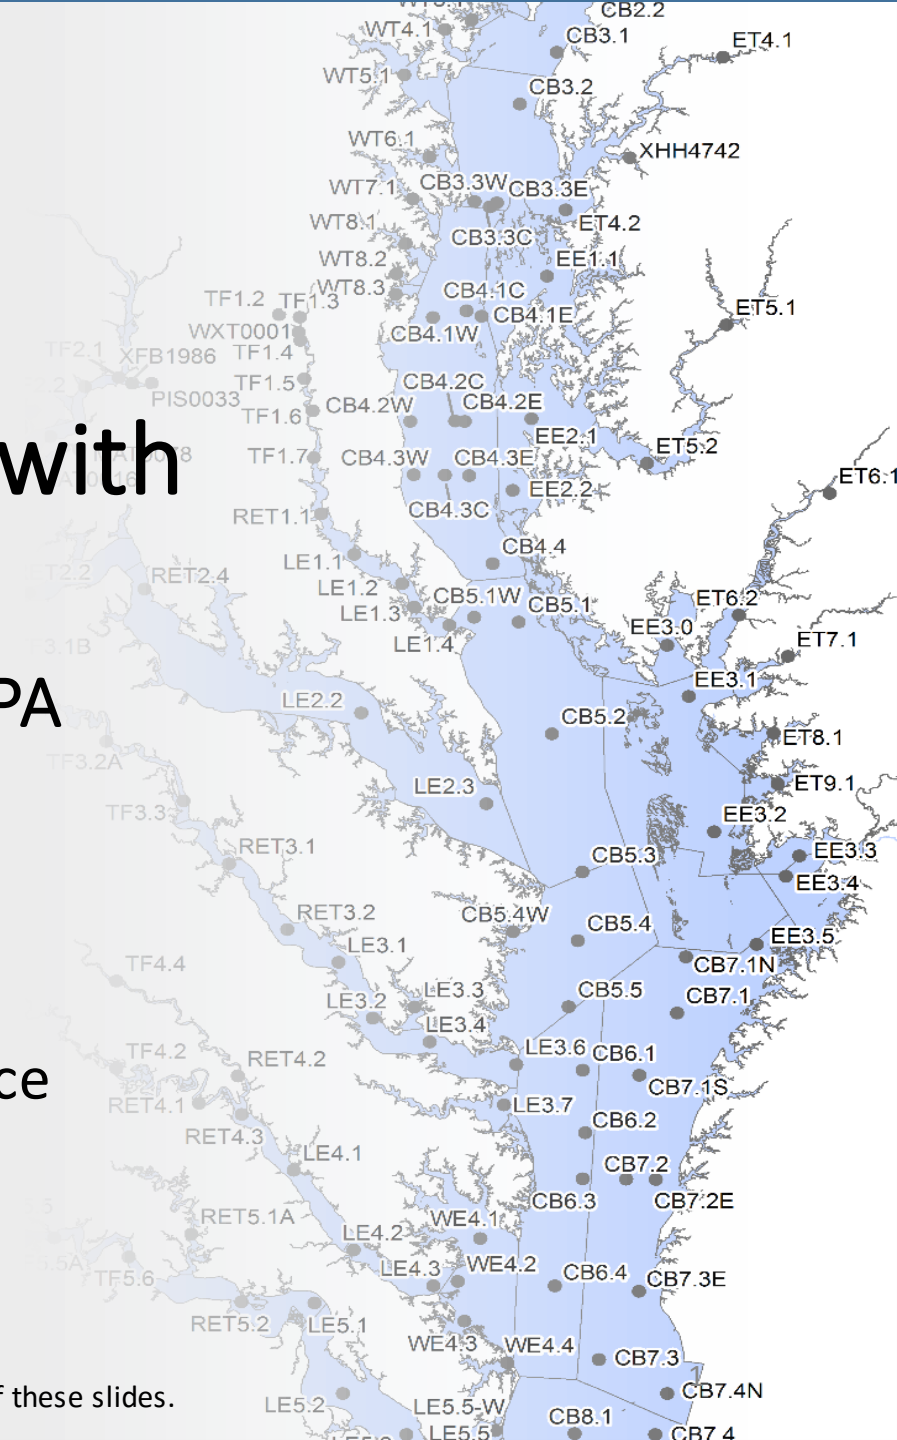 CB2.2
WT4.1
CB3.1
ET4.1
WT5.1
CB3.2
WT6.1
XHH4742
WT7.1
CB3.3W
CB3.3E
WT8.1
ET4.2
CB3.3C
WT8.2
EE1.1
WT8.3
CB4.1C
TF1.2
TF1.3
ET5.1
CB4.1E
WXT0001
CB4.1W
TF2.1
XFB1986
TF1.4
TF1.5
CB4.2C
PIS0033
CB4.2W
CB4.2E
TF1.6
EE2.1
with
ET5.2
TF1.7
CB4.3W
CB4.3E
ET6.1
EE2.2
CB4.3C
RET1.1
CB4.4
LE1.1
ET2.2
RET2.4
LE1.2
CB5.1W
ET6.2
CB5.1
LE1.3
EE3.0
LE1.4
ET7.1
EE3.1
PA
LE2.2
CB5.2
ET8.1
TF3.2A
LE2.3
ET9.1
TF3.3
EE3.2
RET3.1
CB5.3
EE3.3
EE3.4
RET3.2
CB5.4W
CB5.4
EE3.5
LE3.1
TF4.4
CB7.1N
LE3.3
CB5.5
CB7.1
LE3.2
LE3.4
TF4.2
RET4.2
LE3.6
CB6.1
ce
CB7.1S
RET4.1
LE3.7
CB6.2
RET4.3
LE4.1
CB7.2
CB6.3
CB7.2E
RET5.1A
WE4.1
LE4.2
LE4.3
WE4.2
CB6.4
CB7.3E
TF5.6
RET5.2
LE5.1
WE4.3
WE4.4
CB7.3
CB7.4N
f these slides.
LE5.2
LE5.5-W
CB8.1
LE5.5
CB7.4